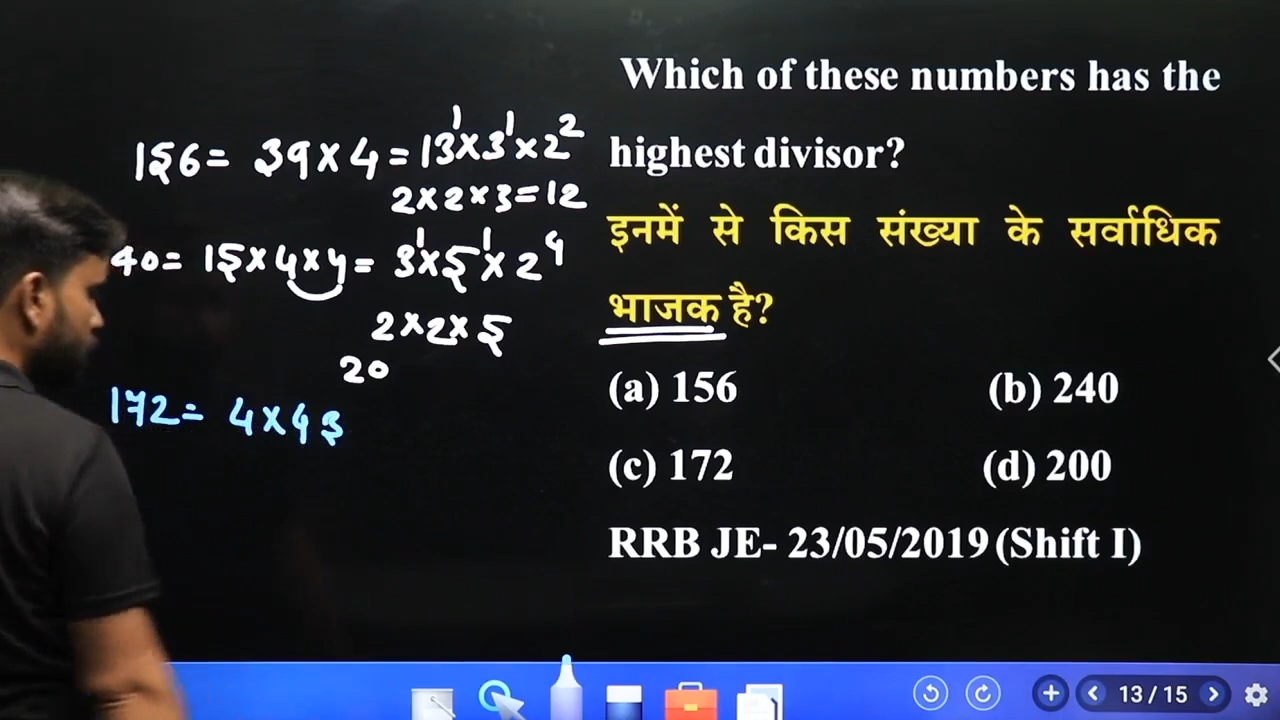 Which of these numbers has the
highest divisor?
इनमें से किस संख्या के सर्वाधिक
भाजक है?
(a) 156 (b) 240
(c) 172 (d) 200
RRB JE- 23/05/2019 (Shift I)
156 = 39 × 4 = 13¹ × 3¹ × 2²
2 × 2 × 3 = 12
40 = 15 × 4 × 4 = 3¹ × 5¹ × 2⁴
2 × 2 × 5
20
172 = 4 × 43
13 / 15